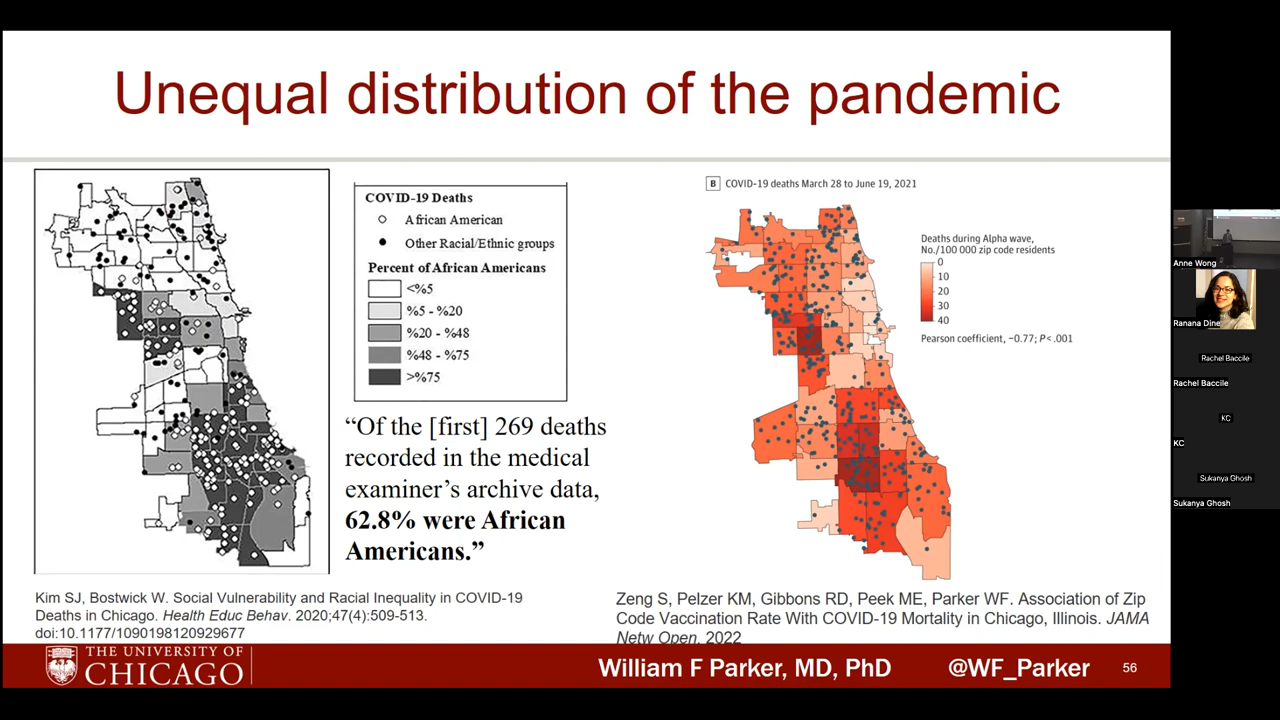 Unequal distribution of the pandemic
COVID-19 Deaths
African American
Other Racial/Ethnic groups
Percent of African Americans
<%5
%5 - %20
%20 - %48
%48 - %75
>%75
“Of the [first] 269 deaths
recorded in the medical
examiner’s archive data,
62.8% were African
Americans.”
B COVID-19 deaths March 28 to June 19, 2021
Deaths during Alpha wave,
No./100 000 zip code residents
0
10
20
30
40
Pearson coefficient, −0.77; P < .001
Kim SJ, Bostwick W. Social Vulnerability and Racial Inequality in COVID-19
Deaths in Chicago. Health Educ Behav. 2020;47(4):509-513.
doi:10.1177/1090198120929677
Zeng S, Pelzer KM, Gibbons RD, Peek ME, Parker WF. Association of Zip
Code Vaccination Rate With COVID-19 Mortality in Chicago, Illinois. JAMA
Netw Open. 2022
THE UNIVERSITY OF
CHICAGO
William F Parker, MD, PhD
@WF_Parker
56
Anne Wong
Ranana Dine
Rachel Baccile
Rachel Baccile
KC
KC
Sukanya Ghosh
Sukanya Ghosh